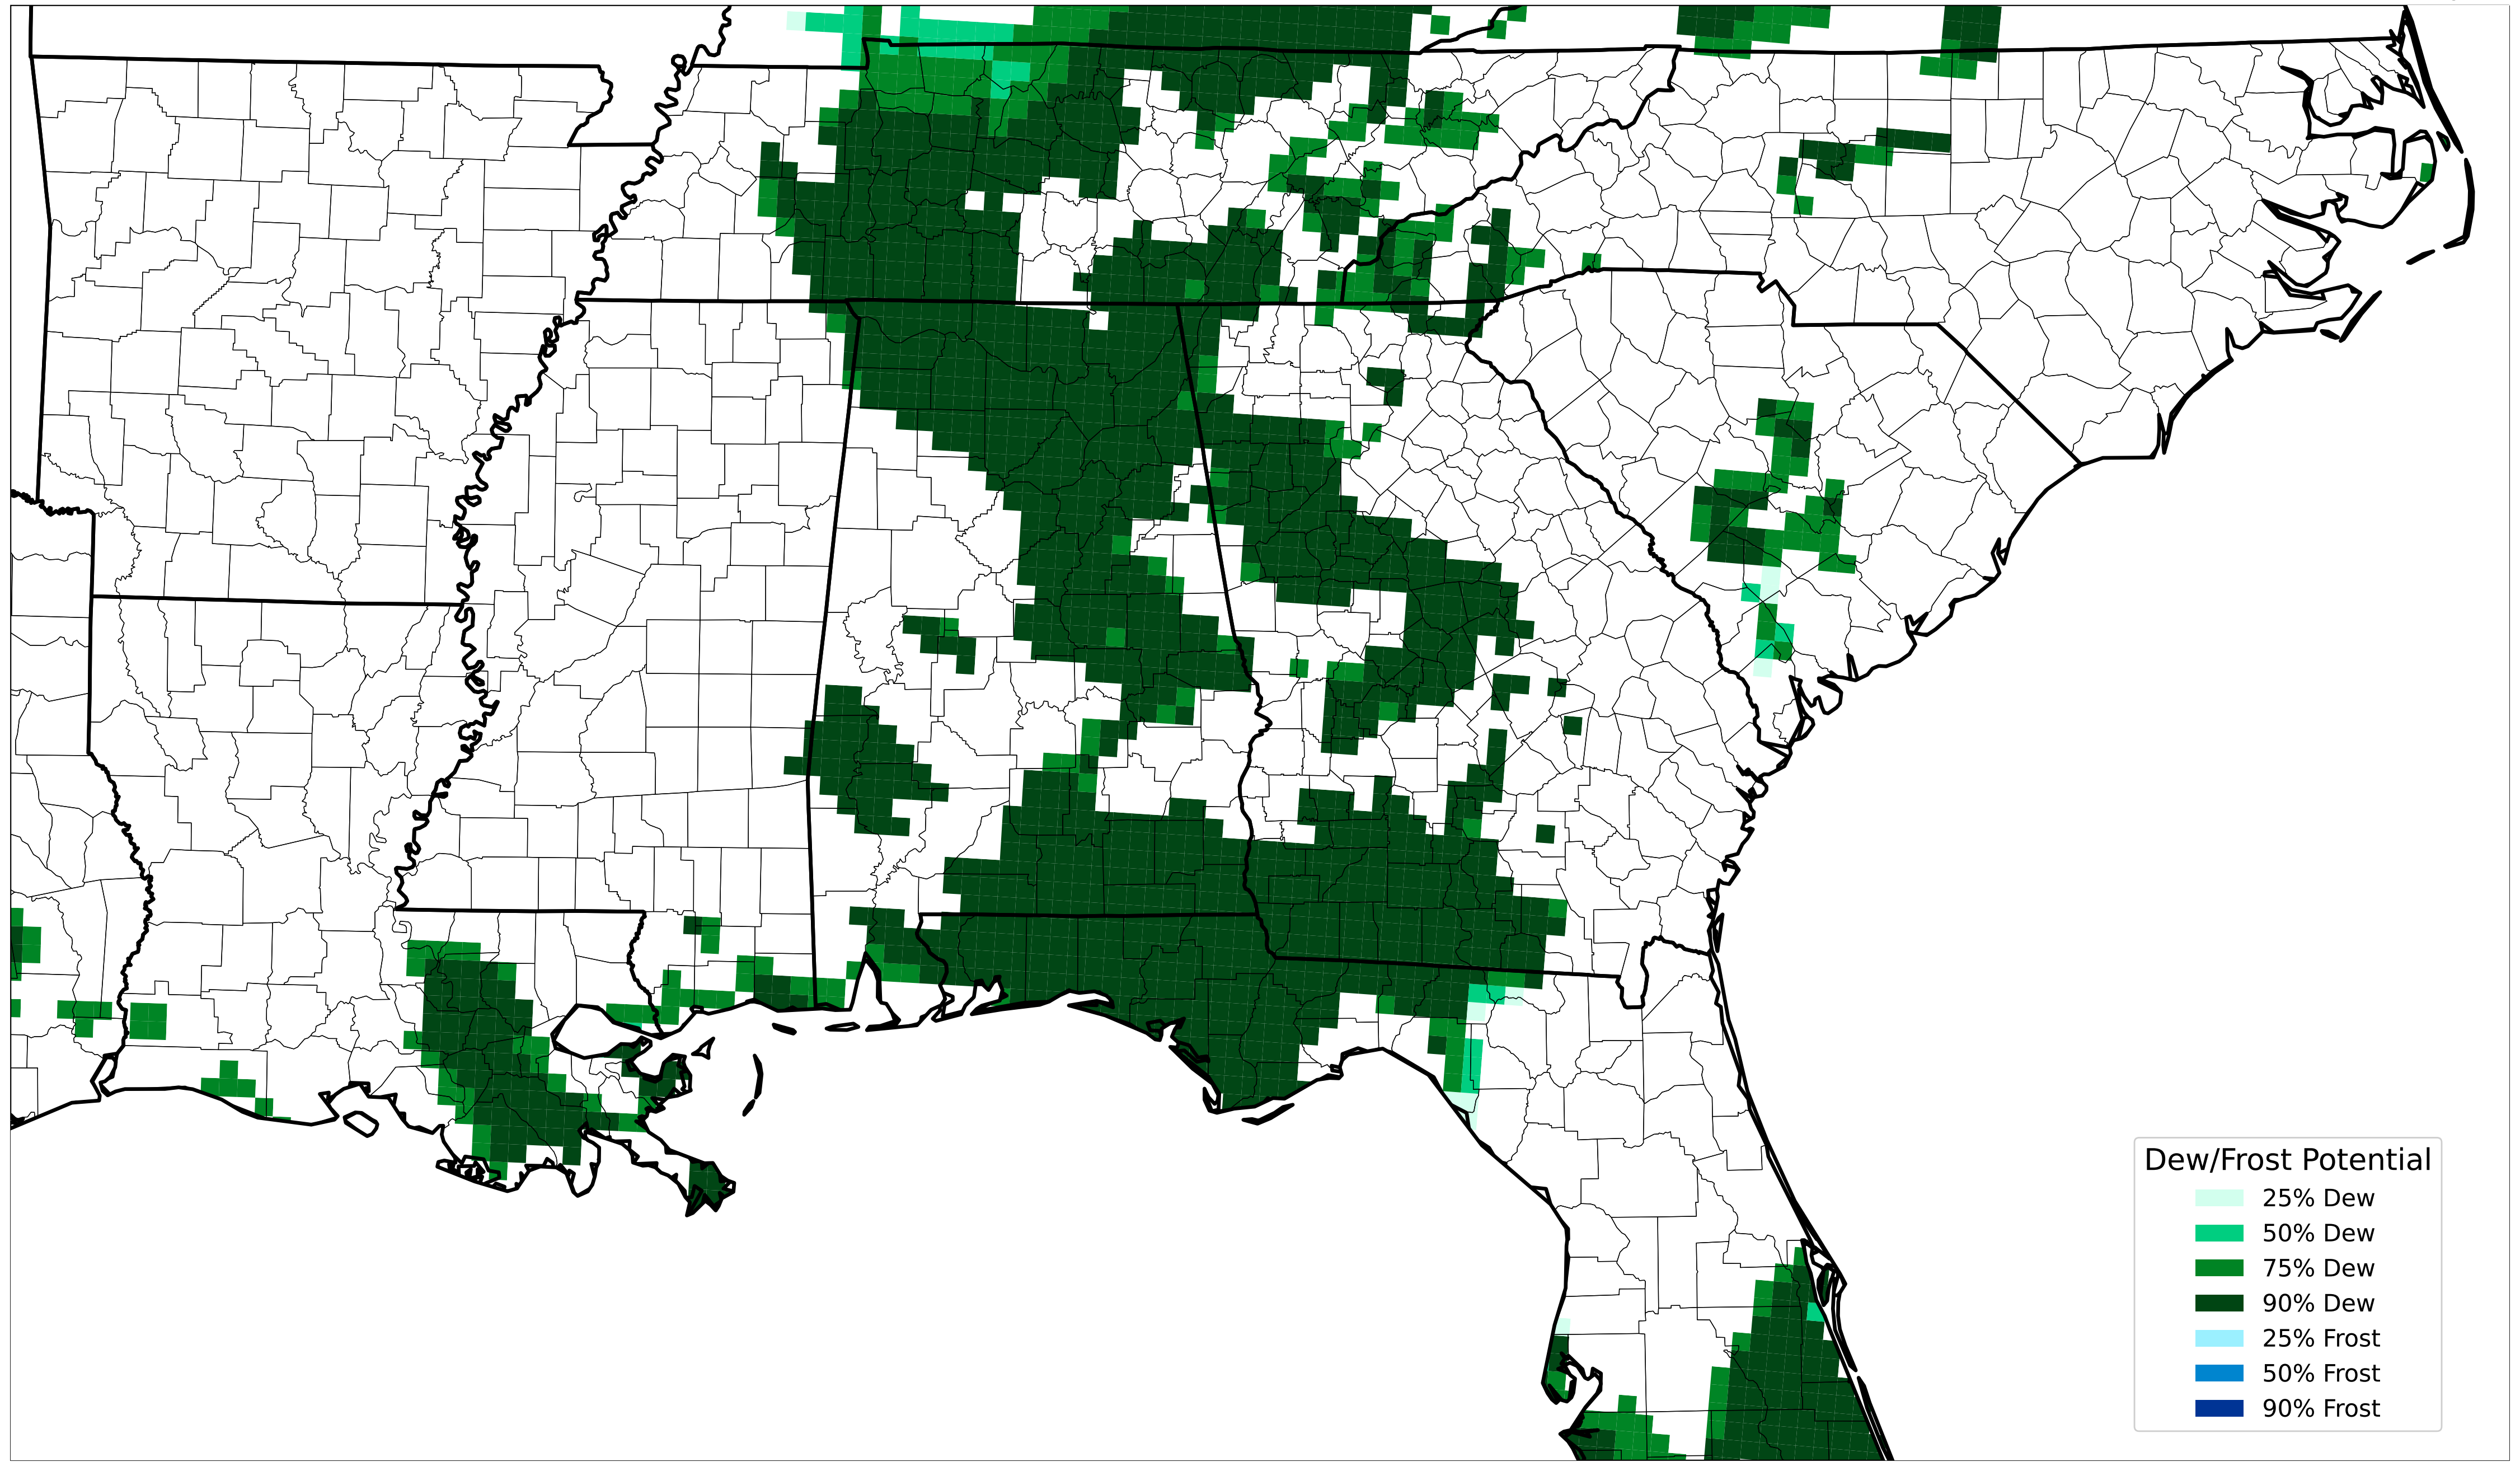 Dew/Frost Potential
25% Dew
50% Dew
75% Dew
90% Dew
25% Frost
50% Frost
90% Frost